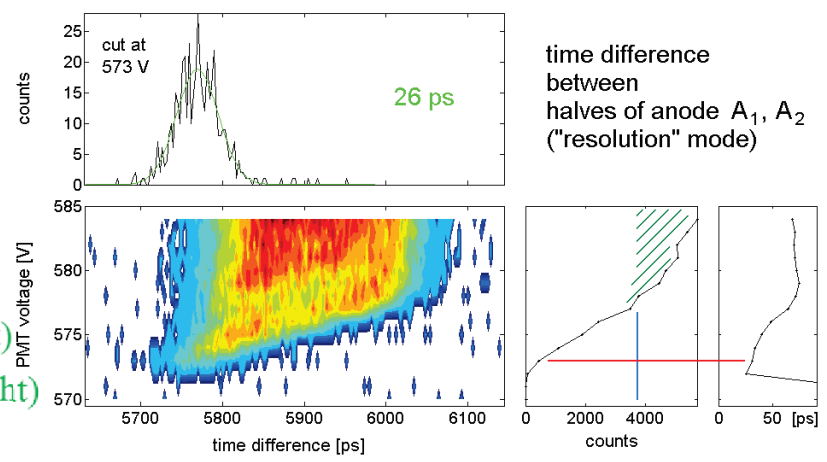 cut at
573 V
26 ps
counts
25
20
15
10
5
0
time difference
between
halves of anode A1, A2
("resolution" mode)
PMT voltage [V]
585
580
575
570
)
ht)
5700 5800 5900 6000 6100
time difference [ps]
0 2000 4000
counts
0 50 [ps]